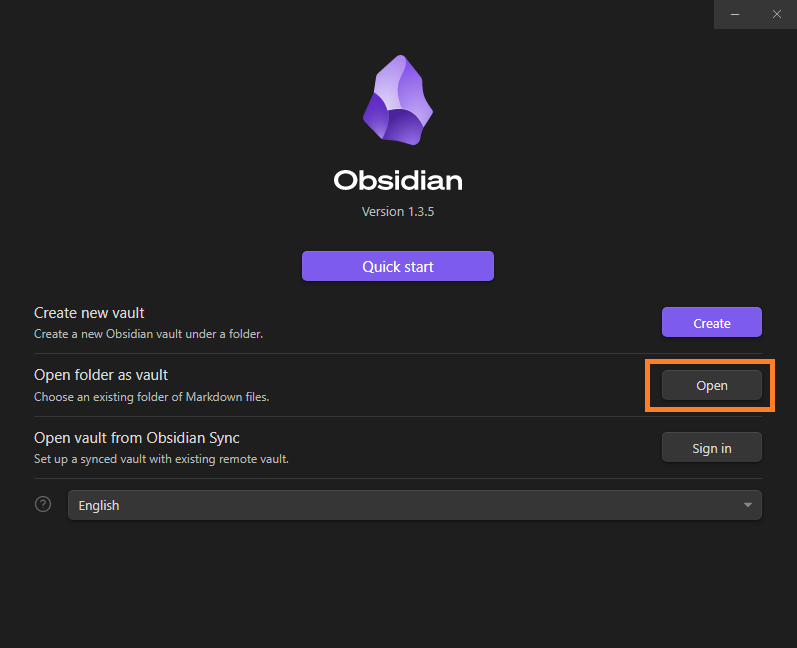 Obsidian
Version 1.3.5
Quick start
Create new vault
Create a new Obsidian vault under a folder.
Create
Open folder as vault
Choose an existing folder of Markdown files.
Open
Open vault from Obsidian Sync
Set up a synced vault with existing remote vault.
Sign in
?
English